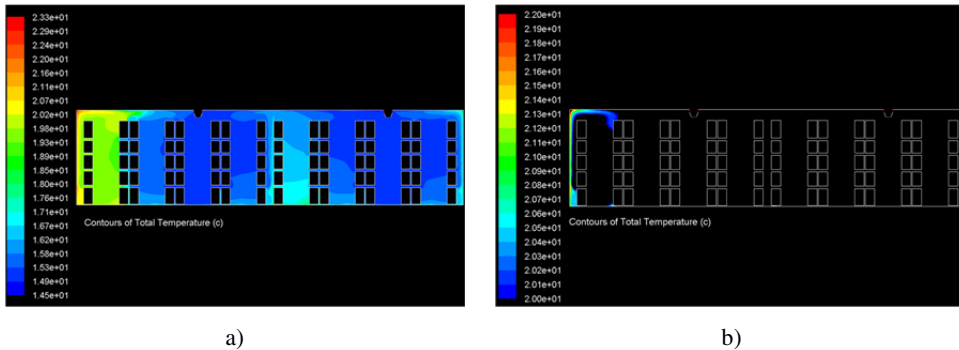 2.33e+01
2.29e+01
2.24e+01
2.20e+01
2.16e+01
2.11e+01
2.07e+01
2.02e+01
1.98e+01
1.93e+01
1.89e+01
1.85e+01
1.80e+01
1.76e+01
1.71e+01
1.67e+01
1.62e+01
1.58e+01
1.54e+01
1.49e+01
1.45e+01
Contours of Total Temperature (c)
a)
2.20e+01
2.19e+01
2.18e+01
2.17e+01
2.16e+01
2.15e+01
2.14e+01
2.13e+01
2.12e+01
2.11e+01
2.10e+01
2.09e+01
2.08e+01
2.07e+01
2.06e+01
2.05e+01
2.04e+01
2.03e+01
2.02e+01
2.01e+01
2.00e+01
Contours of Total Temperature (c)
b)